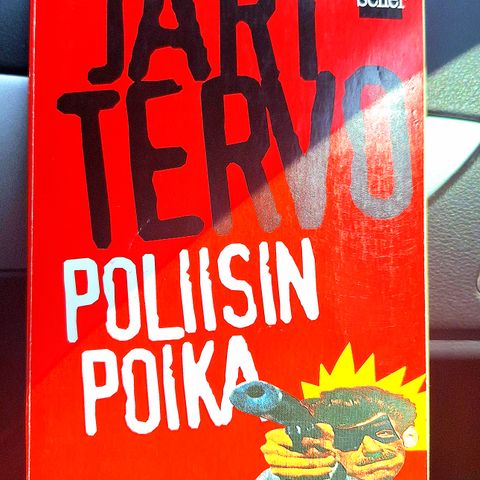 seller
JARI
TERVO
POLIISIN
POIKA